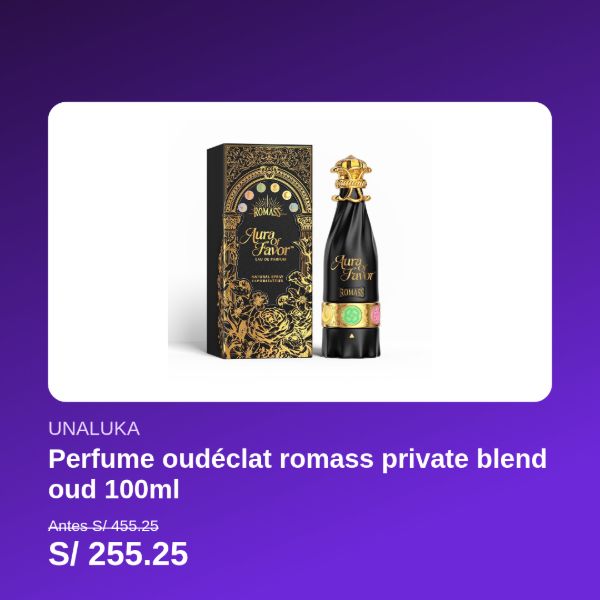 ROMASS
Aura
Of
Favor
EAU DE PARFUM
NATURAL SPRAY
VAPORISATEUR
Aura
Of
Favor
ROMASS
UNALUKA
Perfume oudéclat romass private blend
oud 100ml
Antes S/ 455.25
S/ 255.25